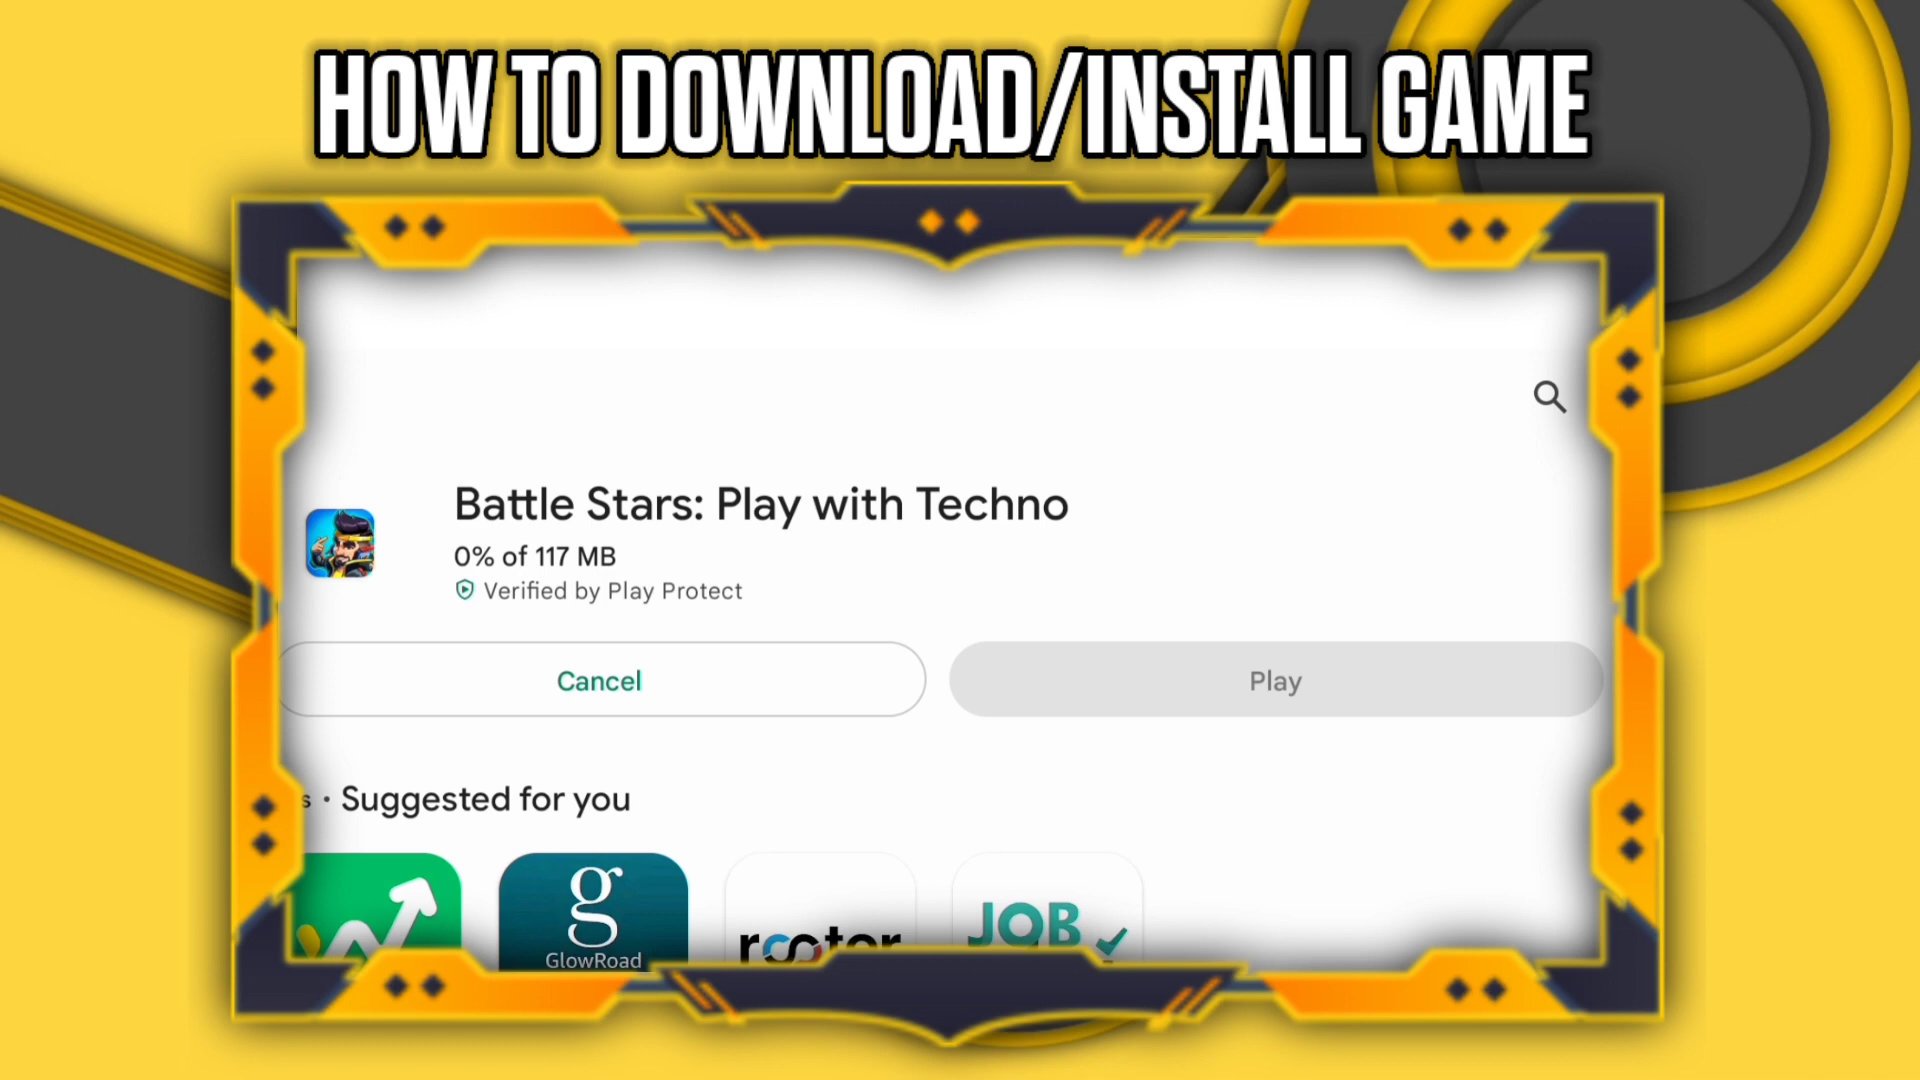 HOW TO DOWNLOAD/INSTALL GAME
Battle Stars: Play with Techno
0% of 117 MB
Verified by Play Protect
Cancel
Play
s · Suggested for you
g
GlowRoad
rooter
JOB